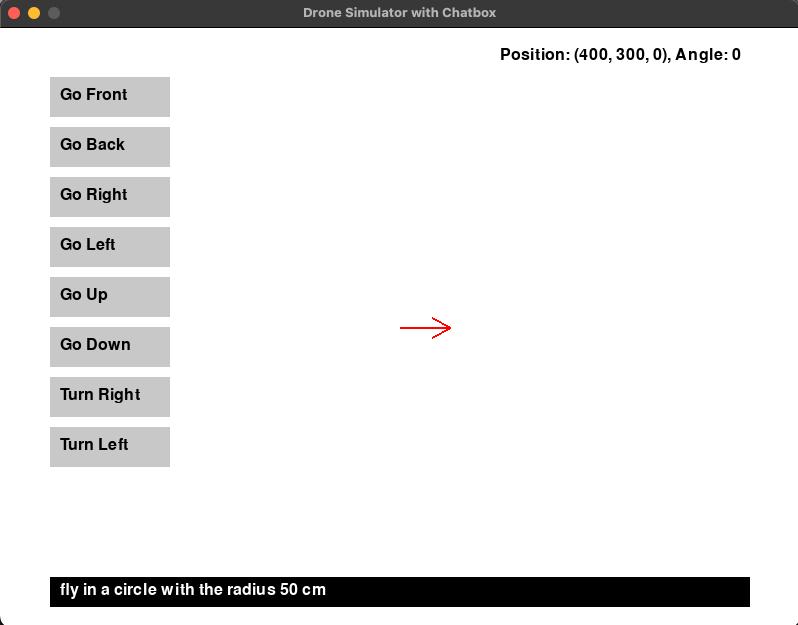 Drone Simulator with Chatbox
Position: (400, 300, 0), Angle: 0
Go Front
Go Back
Go Right
Go Left
Go Up
Go Down
Turn Right
Turn Left
fly in a circle with the radius 50 cm